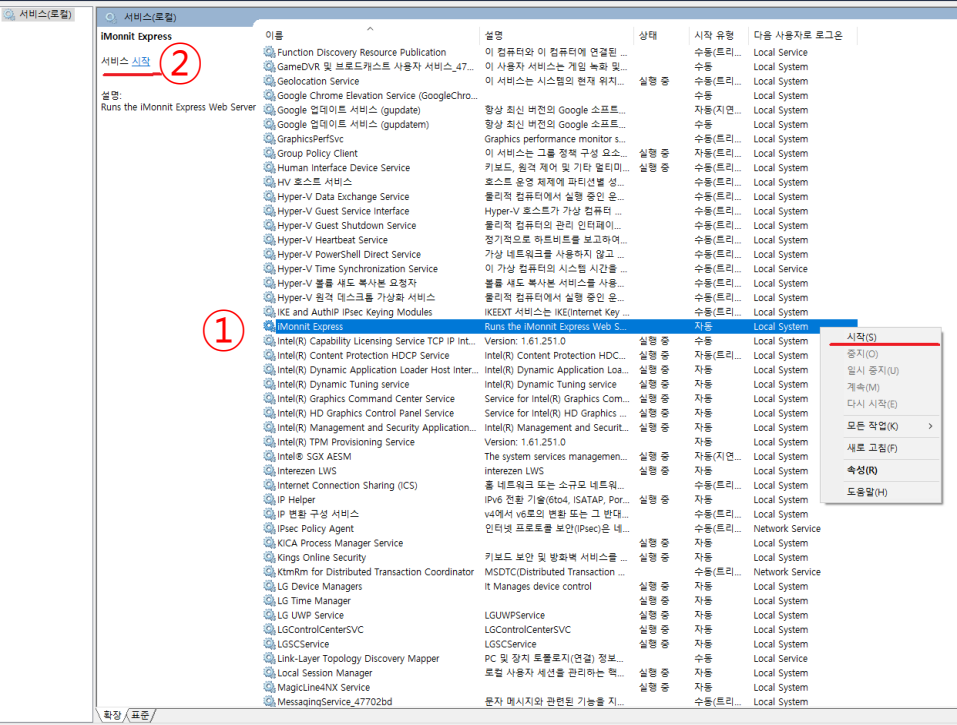 서비스(로컬)
서비스(로컬)
iMonnit Express
서비스 시작
②
설명:
Runs the iMonnit Express Web Server
이름 설명 상태 시작 유형 다음 사용자로 로그온
Function Discovery Resource Publication 이 컴퓨터와 이 컴퓨터에 연결된 ... 수동(트리... Local Service
GameDVR 및 브로드캐스트 사용자 서비스_47... 이 사용자 서비스는 게임 녹화 및... 수동 Local System
Geolocation Service 이 서비스는 시스템의 현재 위치... 실행 중 수동(트리... Local System
Google Chrome Elevation Service (GoogleChro... 수동 Local System
Google 업데이트 서비스 (gupdate) 항상 최신 버전의 Google 소프트... 자동(지연... Local System
Google 업데이트 서비스 (gupdatem) 항상 최신 버전의 Google 소프트... 수동 Local System
GraphicsPerfSvc Graphics performance monitor s... 수동(트리... Local System
Group Policy Client 이 서비스는 그룹 정책 구성 요소... 실행 중 자동(트리... Local System
Human Interface Device Service 키보드, 원격 제어 및 기타 멀티미... 실행 중 수동(트리... Local System
HV 호스트 서비스 호스트 운영 체제에 파티션별 성... 수동(트리... Local System
Hyper-V Data Exchange Service 물리적 컴퓨터에서 실행 중인 운... 수동(트리... Local System
Hyper-V Guest Service Interface Hyper-V 호스트가 가상 컴퓨터 ... 수동(트리... Local System
Hyper-V Guest Shutdown Service 물리적 컴퓨터의 관리 인터페이... 수동(트리... Local System
Hyper-V Heartbeat Service 정기적으로 하트비트를 보고하여... 수동(트리... Local System
Hyper-V PowerShell Direct Service 가상 네트워크를 사용하지 않고 ... 수동(트리... Local System
Hyper-V Time Synchronization Service 이 가상 컴퓨터의 시스템 시간을 ... 수동(트리... Local Service
Hyper-V 볼륨 섀도 복사본 요청자 볼륨 섀도 복사본 서비스를 사용... 수동(트리... Local System
Hyper-V 원격 데스크톱 가상화 서비스 물리적 컴퓨터에서 실행 중인 운... 수동(트리... Local System
IKE and AuthIP IPsec Keying Modules IKEEXT 서비스는 IKE(Internet Key ... 수동(트리... Local System
①
iMonnit Express Runs the iMonnit Express Web S... 자동 Local System
Intel(R) Capability Licensing Service TCP IP Int... Version: 1.61.251.0 실행 중 수동 Local System
Intel(R) Content Protection HDCP Service Intel(R) Content Protection HDC... 실행 중 자동(트리... Local System
Intel(R) Dynamic Application Loader Host Inter... Intel(R) Dynamic Application Loa... 실행 중 자동 Local System
Intel(R) Dynamic Tuning service Intel(R) Dynamic Tuning service 실행 중 자동 Local System
Intel(R) Graphics Command Center Service Service for Intel(R) Graphics Com... 실행 중 자동 Local System
Intel(R) HD Graphics Control Panel Service Service for Intel(R) HD Graphics ... 실행 중 자동 Local System
Intel(R) Management and Security Application... Intel(R) Management and Securit... 실행 중 자동 Local System
Intel(R) TPM Provisioning Service Version: 1.61.251.0 자동 Local System
Intel® SGX AESM The system services managemen... 실행 중 자동(지연... Local System
Interezen LWS interezen LWS 실행 중 자동 Local System
Internet Connection Sharing (ICS) 홈 네트워크 또는 소규모 네트워... 수동(트리... Local System
IP Helper IPv6 전환 기술(6to4, ISATAP, Por... 실행 중 자동 Local System
IP 변환 구성 서비스 v4에서 v6로의 변환 또는 그 반대... 수동(트리... Local System
IPsec Policy Agent 인터넷 프로토콜 보안(IPsec)은 네... 수동(트리... Network Service
KICA Process Manager Service 실행 중 자동 Local System
Kings Online Security 키보드 보안 및 방화벽 서비스를 ... 실행 중 자동 Local System
KtmRm for Distributed Transaction Coordinator MSDTC(Distributed Transaction ... 수동(트리... Network Service
LG Device Managers It Manages device control 실행 중 자동 Local System
LG Time Manager 실행 중 자동 Local System
LG UWP Service LGUWPService 실행 중 자동 Local System
LGControlCenterSVC LGControlCenterSVC 실행 중 자동 Local System
LGSCService LGSCService 실행 중 자동 Local System
Link-Layer Topology Discovery Mapper PC 및 장치 토폴로지(연결) 정보... 수동 Local Service
Local Session Manager 로컬 사용자 세션을 관리하는 핵... 실행 중 자동 Local System
MagicLine4NX Service 실행 중 자동 Local System
MessagingService_47702bd 문자 메시지와 관련된 기능을 지... 수동(트리... Local System
시작(S)
중지(O)
일시 중지(U)
계속(M)
다시 시작(E)
모든 작업(K) >
새로 고침(F)
속성(R)
도움말(H)
확장 표준